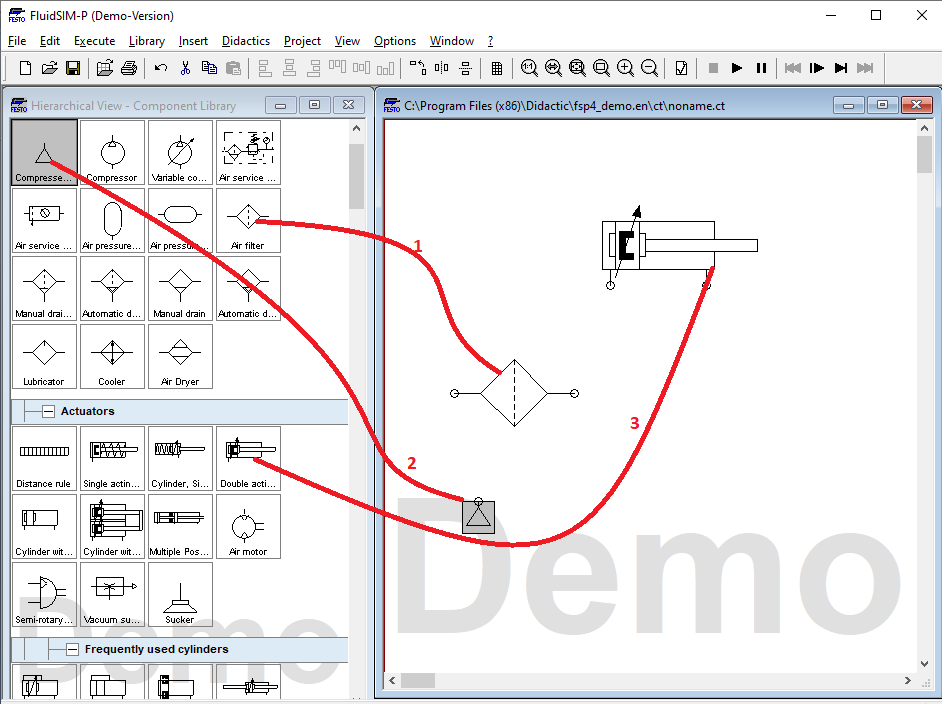 FluidSIM-P (Demo-Version)
File Edit Execute Library Insert Didactics Project View Options Window ?
FESTO Hierarchical View - Component Library
FESTO C:\Program Files (x86)\Didactic\fsp4_demo.en\ct\noname.ct
Compresse... Compressor Variable co... Air service ...
Air service ... Air pressure... Air pressur... Air filter
Manual drai... Automatic d... Manual drain Automatic d...
Lubricator Cooler Air Dryer
Actuators
Distance rule Single actin... Cylinder, Si... Double acti...
Cylinder wit... Cylinder wit... Multiple Pos... Air motor
Semi-rotary... Vacuum su... Sucker
Frequently used cylinders
Demo
1
2
3
Demo